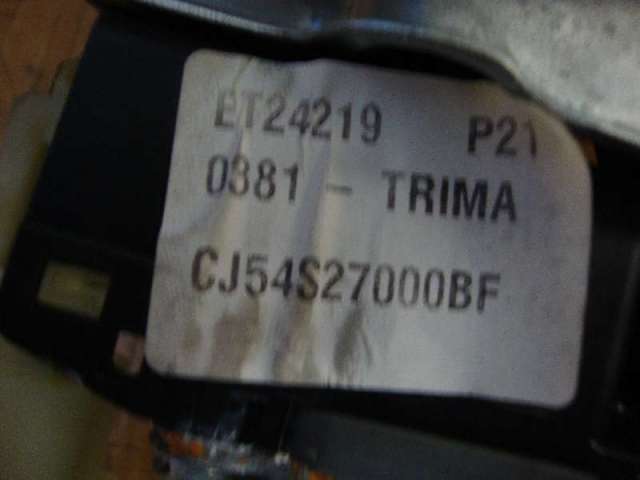 ET24219 P21
0381 - TRIMA
CJ54S27000BF